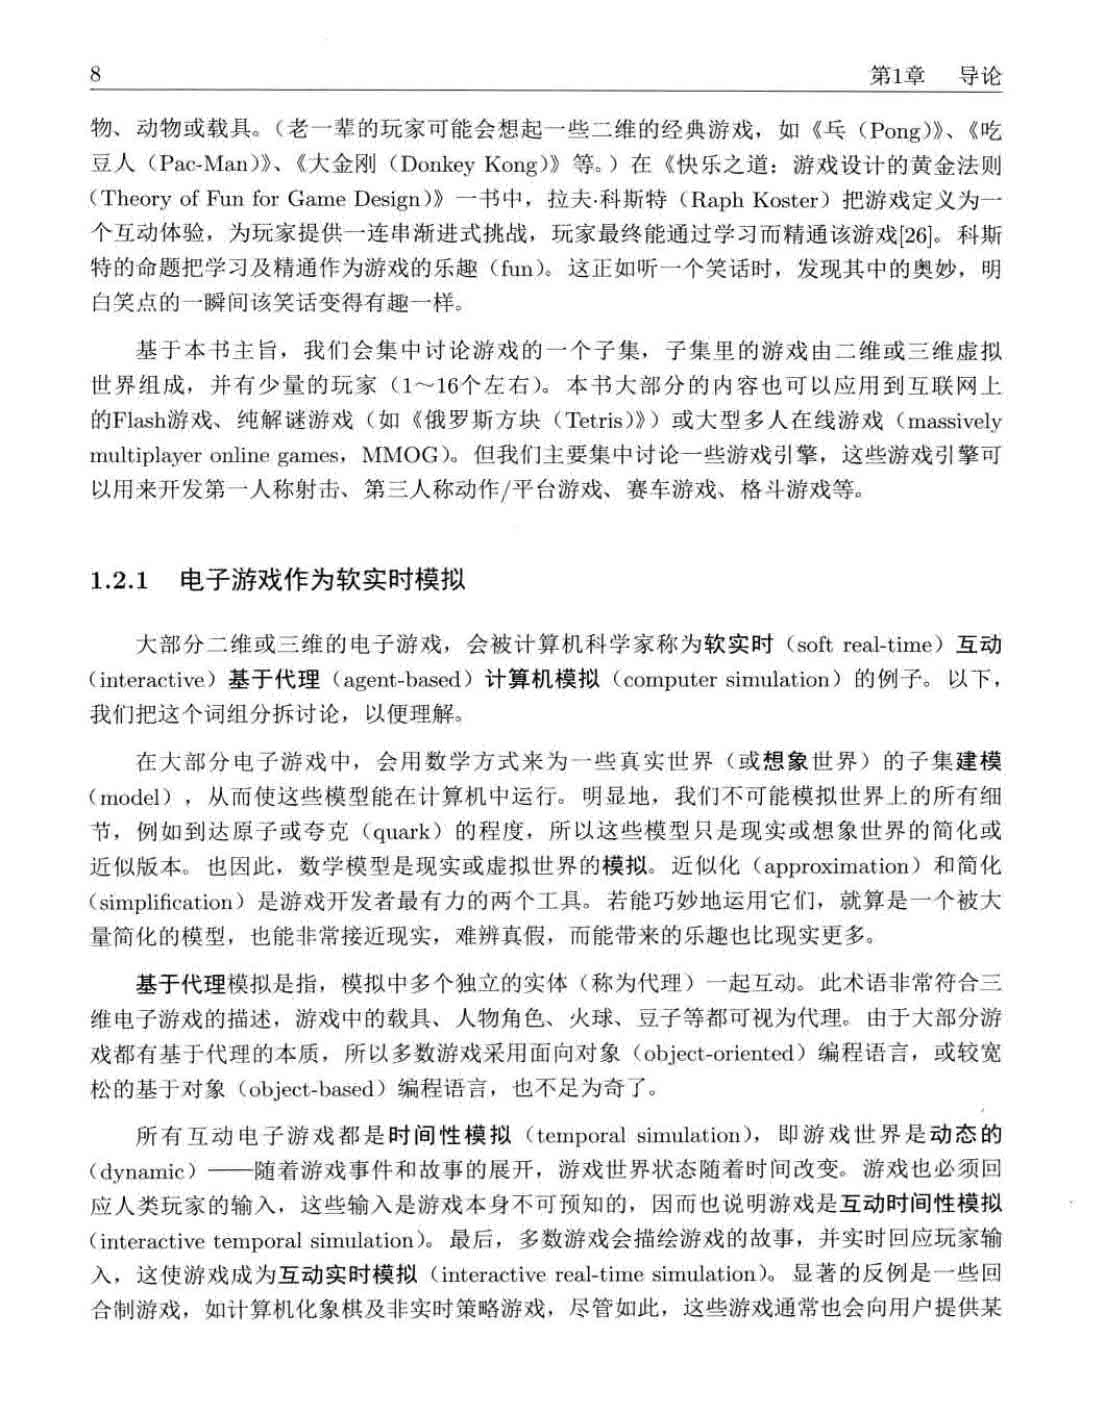 8 第1章 导论
物、动物或载具。（老一辈的玩家可能会想起一些二维的经典游戏，如《乓（Pong）》、《吃
豆人（Pac-Man）》、《大金刚（Donkey Kong）》等。）在《快乐之道：游戏设计的黄金法则
（Theory of Fun for Game Design）》一书中，拉夫·科斯特（Raph Koster）把游戏定义为一
个互动体验，为玩家提供一连串渐进式挑战，玩家最终能通过学习而精通该游戏[26]。科斯
特的命题把学习及精通作为游戏的乐趣（fun）。这正如听一个笑话时，发现其中的奥妙，明
白笑点的一瞬间该笑话变得有趣一样。
基于本书主旨，我们会集中讨论游戏的一个子集，子集里的游戏由二维或三维虚拟
世界组成，并有少量的玩家（1～16个左右）。本书大部分的内容也可以应用到互联网上
的Flash游戏、纯解谜游戏（如《俄罗斯方块（Tetris）》）或大型多人在线游戏（massively
multiplayer online games，MMOG）。但我们主要集中讨论一些游戏引擎，这些游戏引擎可
以用来开发第一人称射击、第三人称动作/平台游戏、赛车游戏、格斗游戏等。
1.2.1 电子游戏作为软实时模拟
大部分二维或三维的电子游戏，会被计算机科学家称为软实时（soft real-time）互动
（interactive）基于代理（agent-based）计算机模拟（computer simulation）的例子。以下，
我们把这个词组分拆讨论，以便理解。
在大部分电子游戏中，会用数学方式来为一些真实世界（或想象世界）的子集建模
（model），从而使这些模型能在计算机中运行。明显地，我们不可能模拟世界上的所有细
节，例如到达原子或夸克（quark）的程度，所以这些模型只是现实或想象世界的简化或
近似版本。也因此，数学模型是现实或虚拟世界的模拟。近似化（approximation）和简化
（simplification）是游戏开发者最有力的两个工具。若能巧妙地运用它们，就算是一个被大
量简化的模型，也能非常接近现实，难辨真假，而能带来的乐趣也比现实更多。
基于代理模拟是指，模拟中多个独立的实体（称为代理）一起互动。此术语非常符合三
维电子游戏的描述，游戏中的载具、人物角色、火球、豆子等都可视为代理。由于大部分游
戏都有基于代理的本质，所以多数游戏采用面向对象（object-oriented）编程语言，或较宽
松的基于对象（object-based）编程语言，也不足为奇了。
所有互动电子游戏都是时间性模拟（temporal simulation），即游戏世界是动态的
（dynamic）——随着游戏事件和故事的展开，游戏世界状态随着时间改变。游戏也必须回
应人类玩家的输入，这些输入是游戏本身不可预知的，因而也说明游戏是互动时间性模拟
（interactive temporal simulation）。最后，多数游戏会描绘游戏的故事，并实时回应玩家输
入，这使游戏成为互动实时模拟（interactive real-time simulation）。显著的反例是一些回
合制游戏，如计算机化象棋及非实时策略游戏，尽管如此，这些游戏通常也会向用户提供某